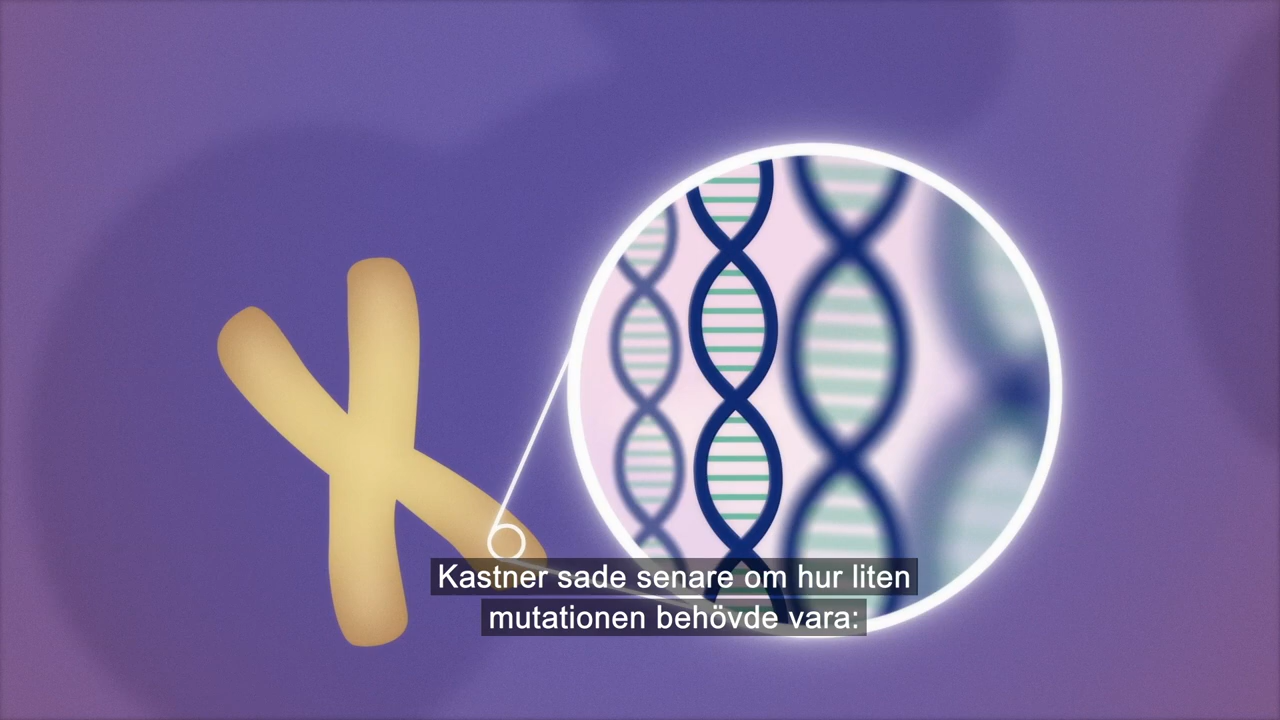 Kastner sade senare om hur liten
mutationen behövde vara: